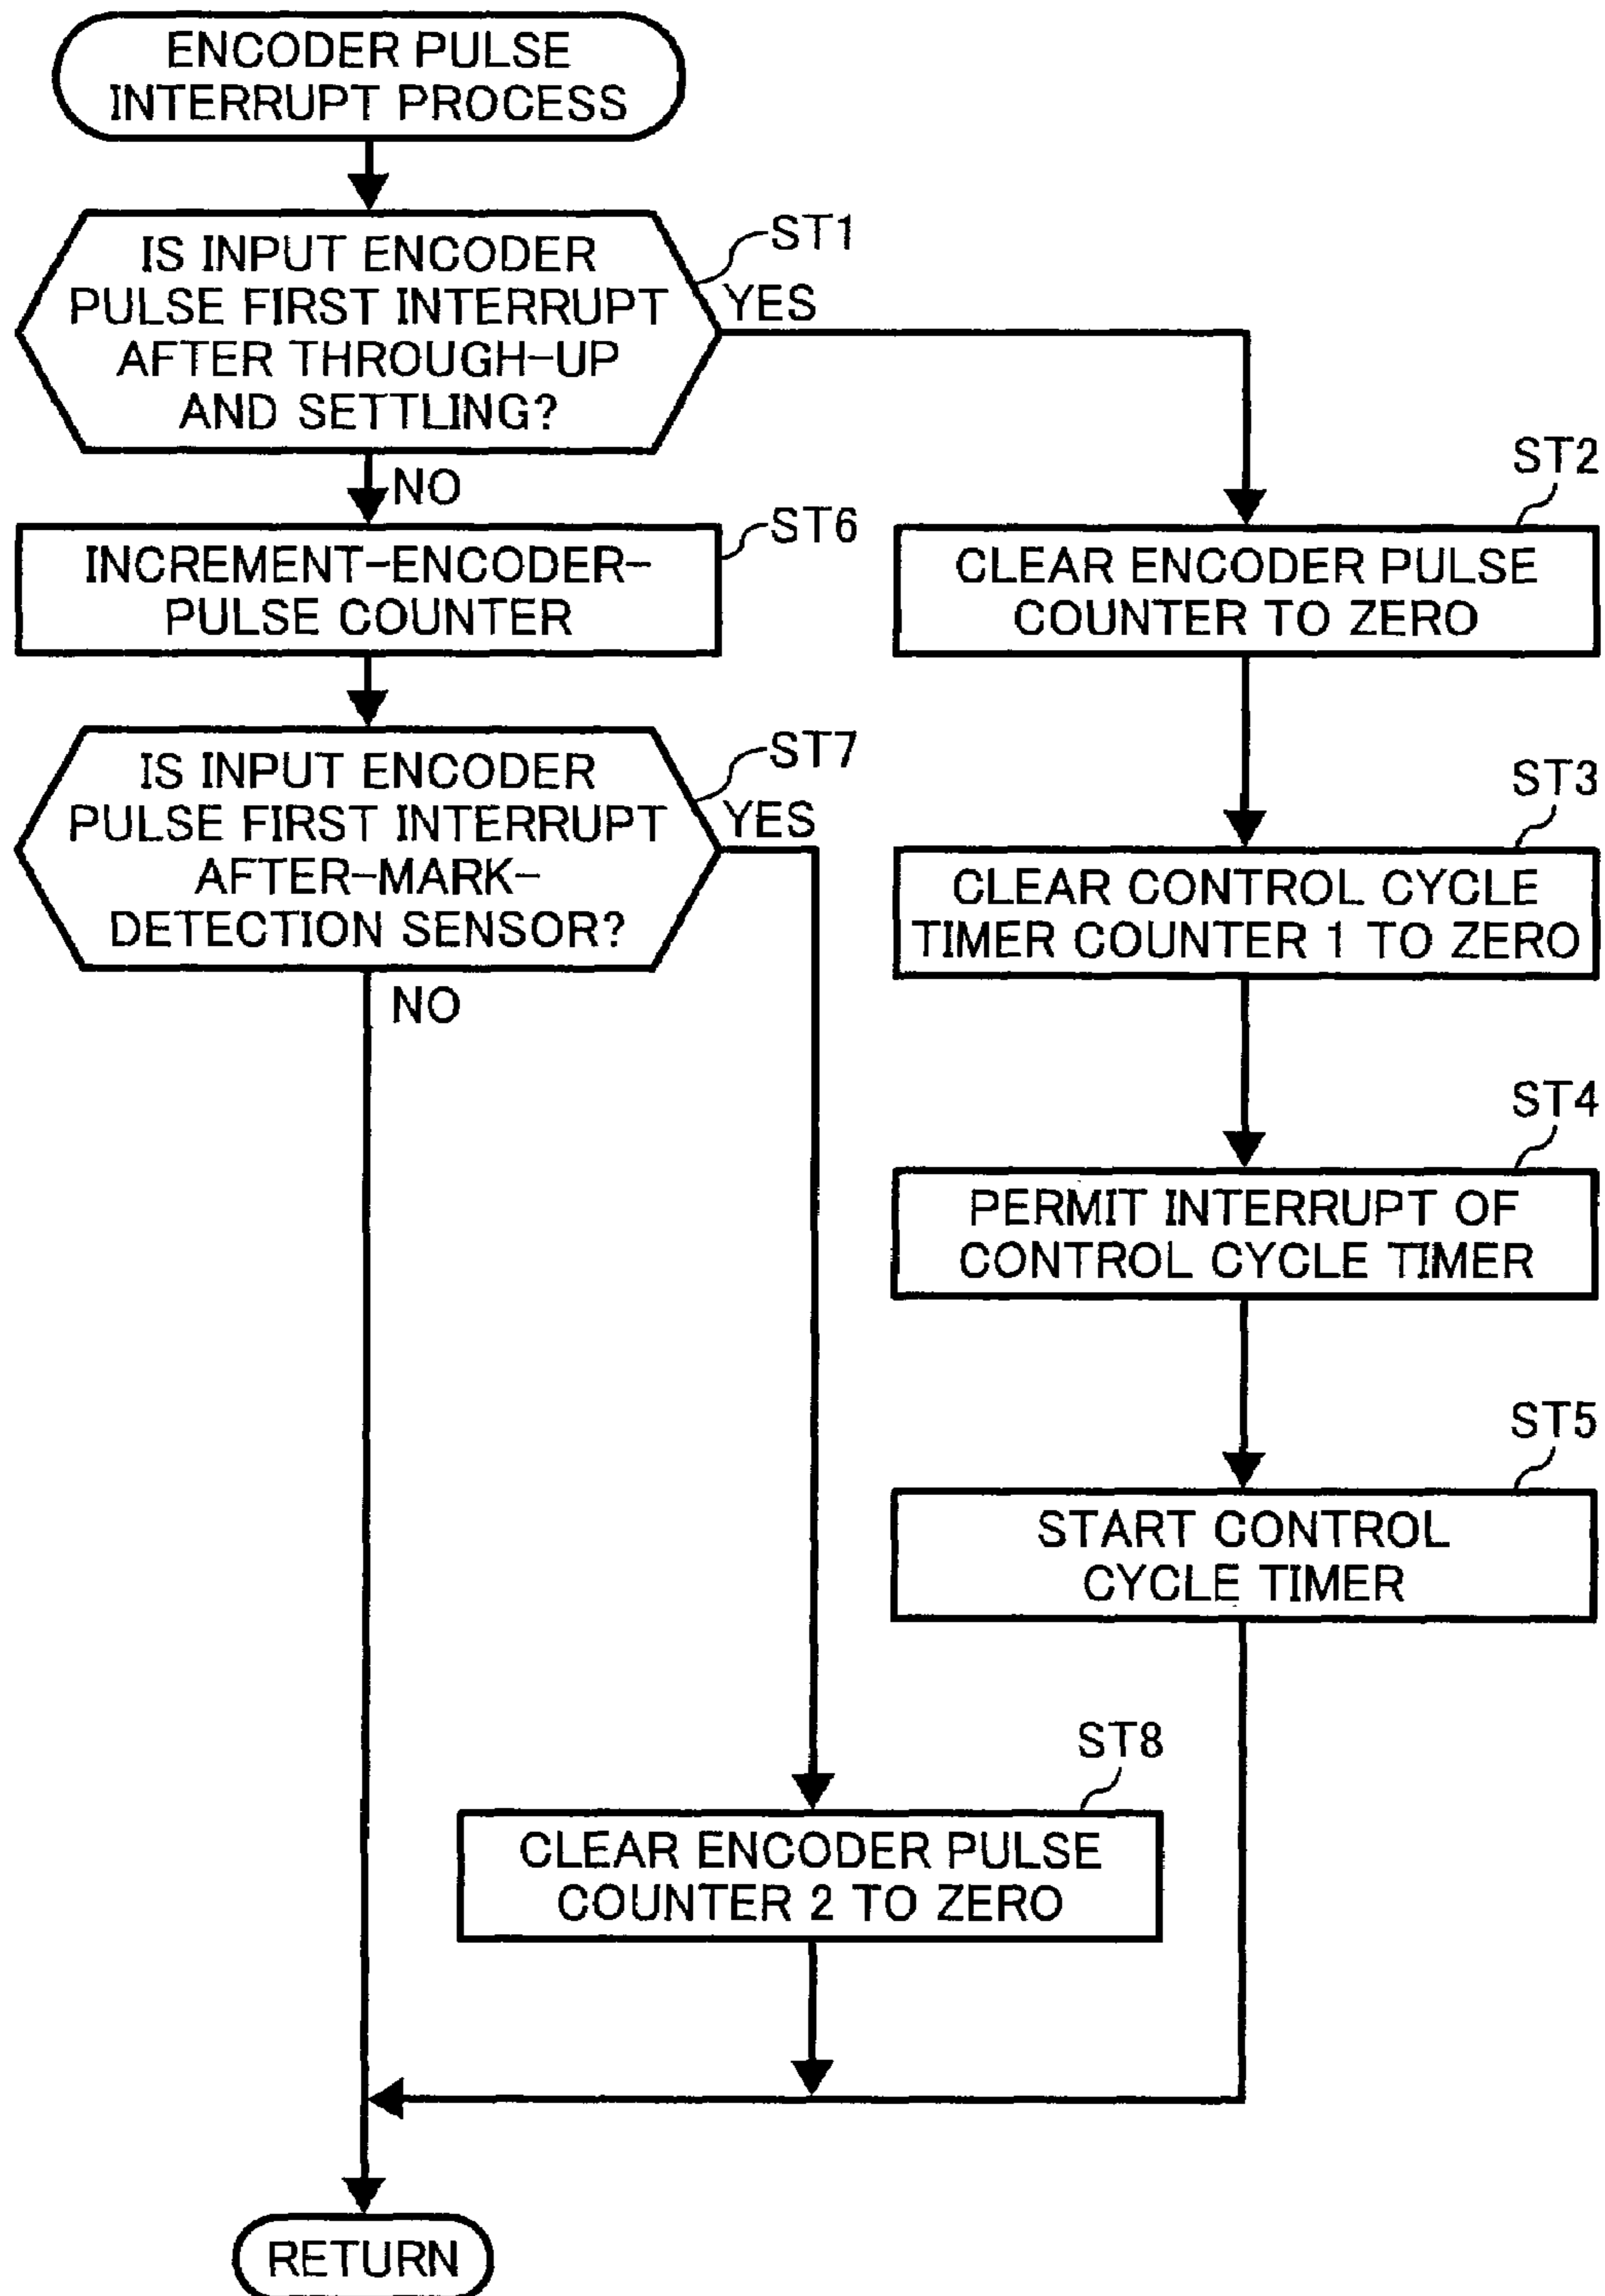 ENCODER PULSE
INTERRUPT PROCESS
IS INPUT ENCODER
PULSE FIRST INTERRUPT
AFTER THROUGH-UP
AND SETTLING?
ST1
YES
NO
INCREMENT-ENCODER-
PULSE COUNTER
ST6
IS INPUT ENCODER
PULSE FIRST INTERRUPT
AFTER-MARK-
DETECTION SENSOR?
ST7
YES
NO
ST2
CLEAR ENCODER PULSE
COUNTER TO ZERO
ST3
CLEAR CONTROL CYCLE
TIMER COUNTER 1 TO ZERO
ST4
PERMIT INTERRUPT OF
CONTROL CYCLE TIMER
ST5
START CONTROL
CYCLE TIMER
ST8
CLEAR ENCODER PULSE
COUNTER 2 TO ZERO
RETURN